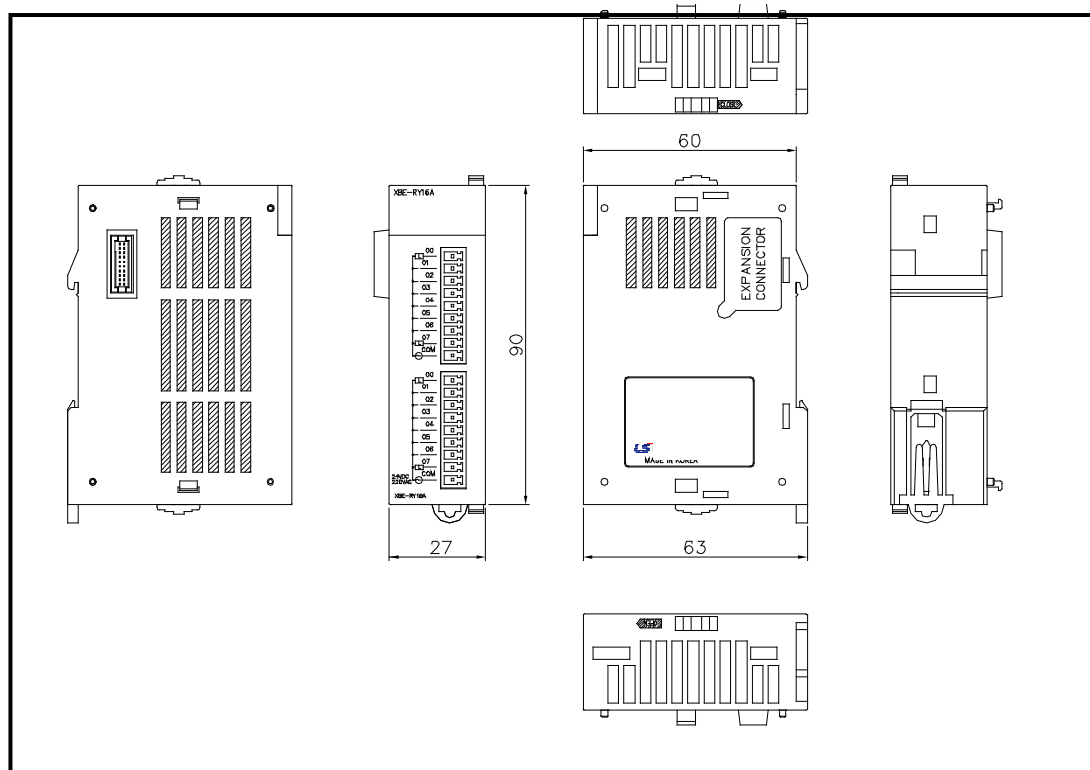 60
XBE-RY16A
00
01
02
03
04
05
06
07
COM
00
01
02
03
04
05
06
07
COM
24VDC
220VAC
XBE-RY16A
90
27
EXPANSION
CONNECTOR
LS
MADE IN KOREA
63